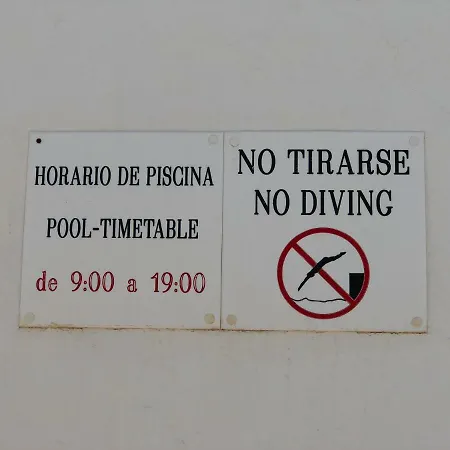 HORARIO DE PISCINA
POOL-TIMETABLE
de 9:00 a 19:00
NO TIRARSE
NO DIVING